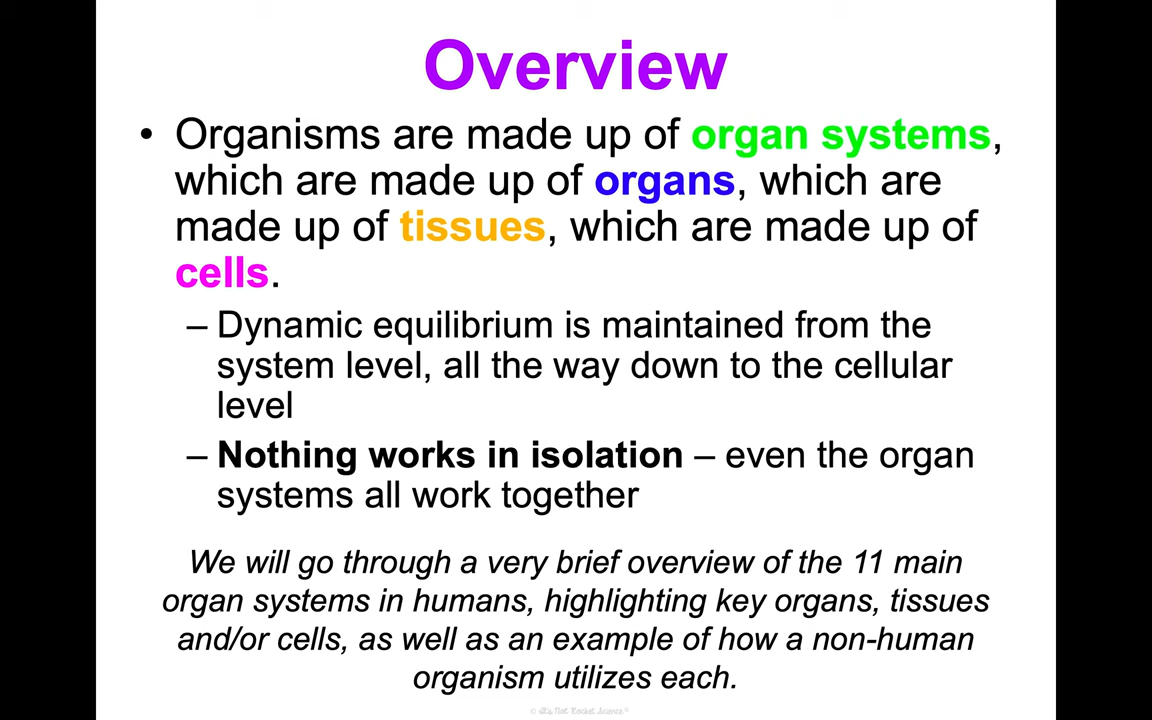 Overview
• Organisms are made up of organ systems,
which are made up of organs, which are
made up of tissues, which are made up of
cells.
– Dynamic equilibrium is maintained from the
system level, all the way down to the cellular
level
– Nothing works in isolation – even the organ
systems all work together
We will go through a very brief overview of the 11 main
organ systems in humans, highlighting key organs, tissues
and/or cells, as well as an example of how a non-human
organism utilizes each.
© It's Not Rocket Science®